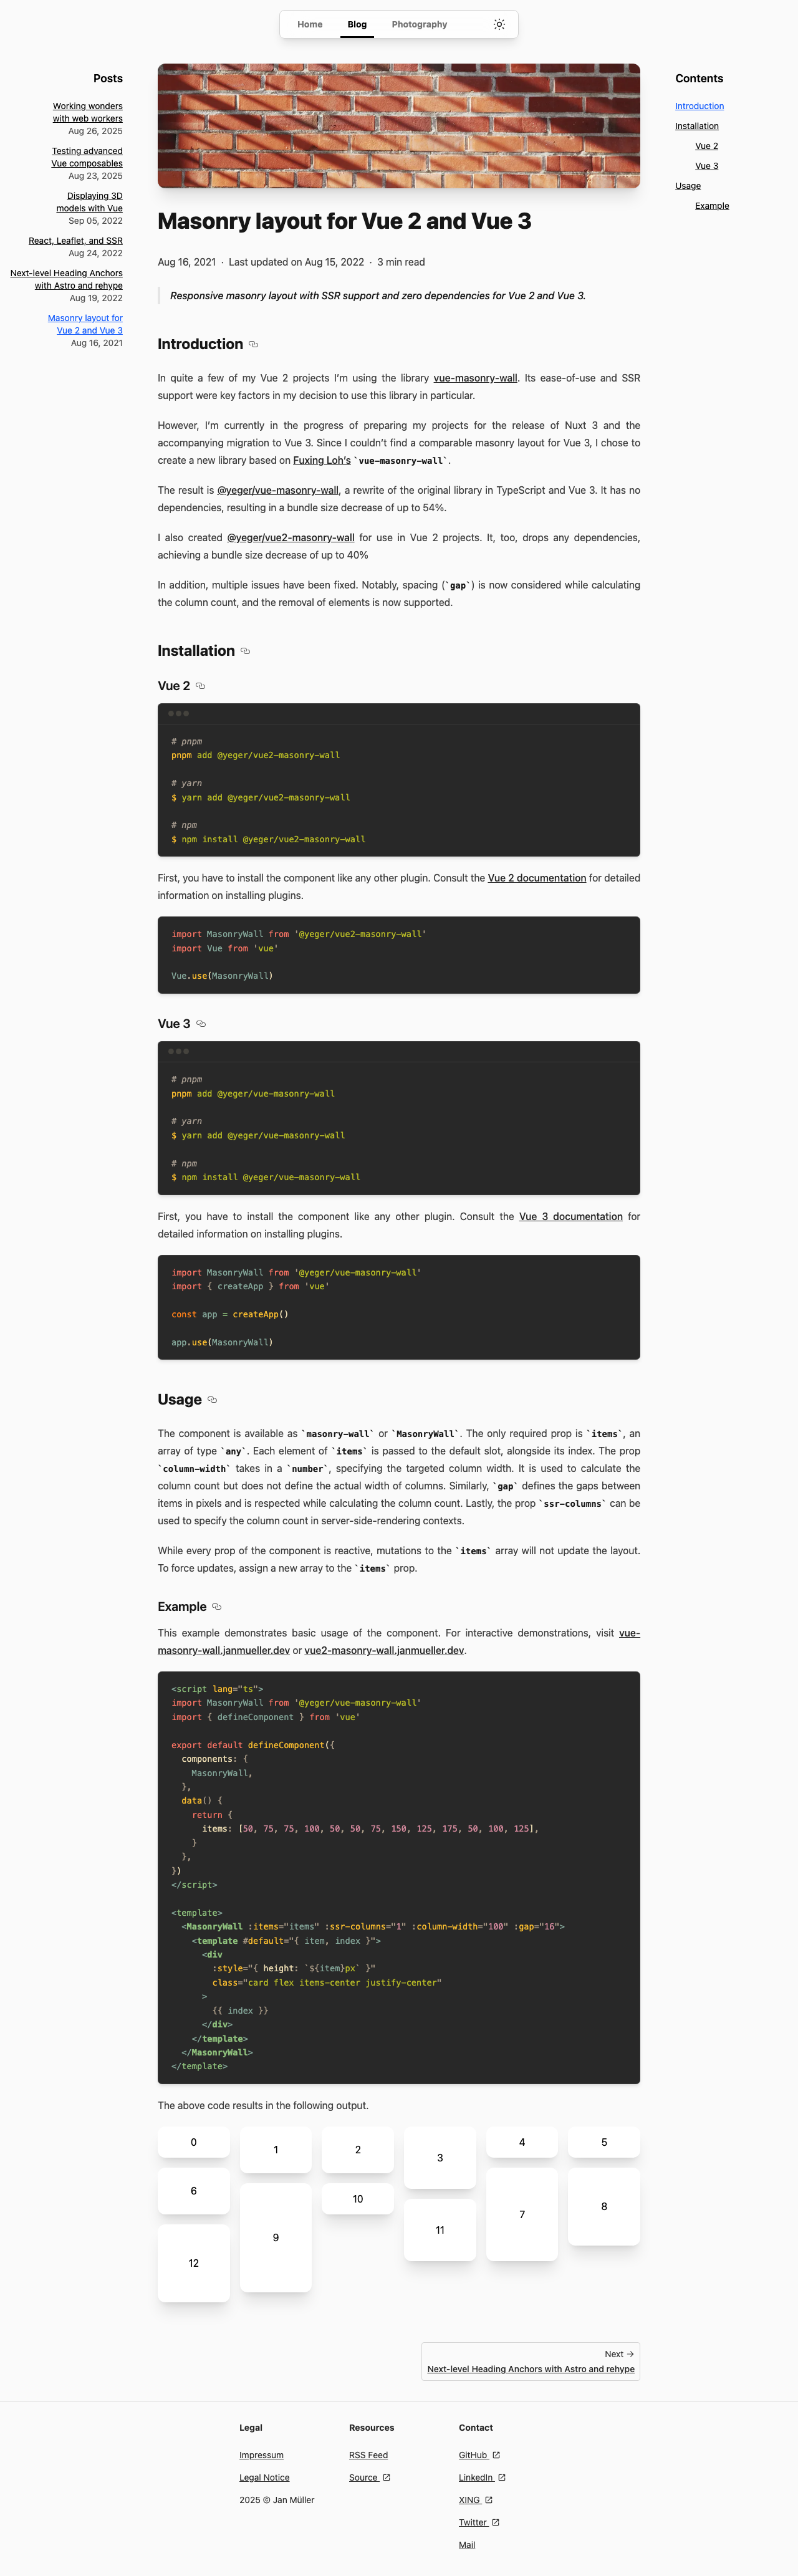 Home
Blog
Photography
Posts
Working wonders
with web workers
Aug 26, 2025
Testing advanced
Vue composables
Aug 23, 2025
Displaying 3D
models with Vue
Sep 05, 2022
React, Leaflet, and SSR
Aug 24, 2022
Next-level Heading Anchors
with Astro and rehype
Aug 19, 2022
Masonry layout for
Vue 2 and Vue 3
Aug 16, 2021
Masonry layout for Vue 2 and Vue 3
Aug 16, 2021 · Last updated on Aug 15, 2022 · 3 min read
Responsive masonry layout with SSR support and zero dependencies for Vue 2 and Vue 3.
Introduction
In quite a few of my Vue 2 projects I’m using the library vue-masonry-wall. Its ease-of-use and SSR
support were key factors in my decision to use this library in particular.
However, I’m currently in the progress of preparing my projects for the release of Nuxt 3 and the
accompanying migration to Vue 3. Since I couldn’t find a comparable masonry layout for Vue 3, I chose to
create a new library based on Fuxing Loh’s `vue-masonry-wall`.
The result is @yeger/vue-masonry-wall, a rewrite of the original library in TypeScript and Vue 3. It has no
dependencies, resulting in a bundle size decrease of up to 54%.
I also created @yeger/vue2-masonry-wall for use in Vue 2 projects. It, too, drops any dependencies,
achieving a bundle size decrease of up to 40%
In addition, multiple issues have been fixed. Notably, spacing (`gap`) is now considered while calculating
the column count, and the removal of elements is now supported.
Installation
Vue 2
# pnpm
pnpm add @yeger/vue2-masonry-wall
# yarn
$ yarn add @yeger/vue2-masonry-wall
# npm
$ npm install @yeger/vue2-masonry-wall
First, you have to install the component like any other plugin. Consult the Vue 2 documentation for detailed
information on installing plugins.
import MasonryWall from '@yeger/vue2-masonry-wall'
import Vue from 'vue'
Vue.use(MasonryWall)
Vue 3
# pnpm
pnpm add @yeger/vue-masonry-wall
# yarn
$ yarn add @yeger/vue-masonry-wall
# npm
$ npm install @yeger/vue-masonry-wall
First, you have to install the component like any other plugin. Consult the Vue 3 documentation for
detailed information on installing plugins.
import MasonryWall from '@yeger/vue-masonry-wall'
import { createApp } from 'vue'
const app = createApp()
app.use(MasonryWall)
Usage
The component is available as `masonry-wall` or `MasonryWall`. The only required prop is `items`, an
array of type `any`. Each element of `items` is passed to the default slot, alongside its index. The prop
`column-width` takes in a `number`, specifying the targeted column width. It is used to calculate the
column count but does not define the actual width of columns. Similarly, `gap` defines the gaps between
items in pixels and is respected while calculating the column count. Lastly, the prop `ssr-columns` can be
used to specify the column count in server-side-rendering contexts.
While every prop of the component is reactive, mutations to the `items` array will not update the layout.
To force updates, assign a new array to the `items` prop.
Example
This example demonstrates basic usage of the component. For interactive demonstrations, visit vue-
masonry-wall.janmueller.dev or vue2-masonry-wall.janmueller.dev.
<script lang="ts">
import MasonryWall from '@yeger/vue-masonry-wall'
import { defineComponent } from 'vue'
export default defineComponent({
components: {
MasonryWall,
},
data() {
return {
items: [50, 75, 75, 100, 50, 50, 75, 150, 125, 175, 50, 100, 125],
}
},
})
</script>
<template>
<MasonryWall :items="items" :ssr-columns="1" :column-width="100" :gap="16">
<template #default="{ item, index }">
<div
:style="{ height: `${item}px` }"
class="card flex items-center justify-center"
>
{{ index }}
</div>
</template>
</MasonryWall>
</template>
The above code results in the following output.
0
1
2
3
4
5
6
7
8
9
10
11
12
Next →
Next-level Heading Anchors with Astro and rehype
Contents
Introduction
Installation
Vue 2
Vue 3
Usage
Example
Legal
Impressum
Legal Notice
2025 © Jan Müller
Resources
RSS Feed
Source
Contact
GitHub
LinkedIn
XING
Twitter
Mail